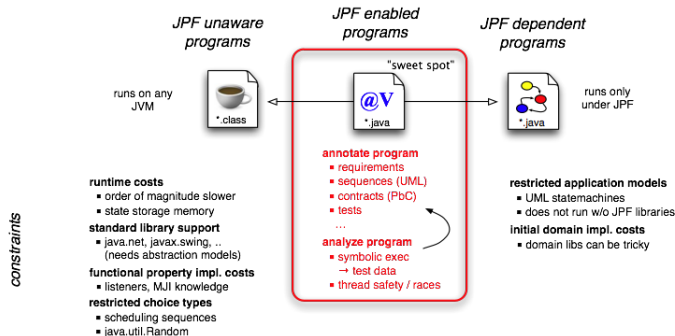 JPF unaware
programs
JPF enabled
programs
JPF dependent
programs
"sweet spot"
runs on any
JVM
*.class
@V
*.java
*.java
runs only
under JPF
constraints
runtime costs
▪ order of magnitude slower
▪ state storage memory
standard library support
▪ java.net, javax.swing, ..
(needs abstraction models)
functional property impl. costs
▪ listeners, MJI knowledge
restricted choice types
▪ scheduling sequences
▪ java.util.Random
annotate program
▪ requirements
▪ sequences (UML)
▪ contracts (PbC)
▪ tests
...
analyze program
▪ symbolic exec
→ test data
▪ thread safety / races
restricted application models
▪ UML statemachines
▪ does not run w/o JPF libraries
initial domain impl. costs
▪ domain libs can be tricky